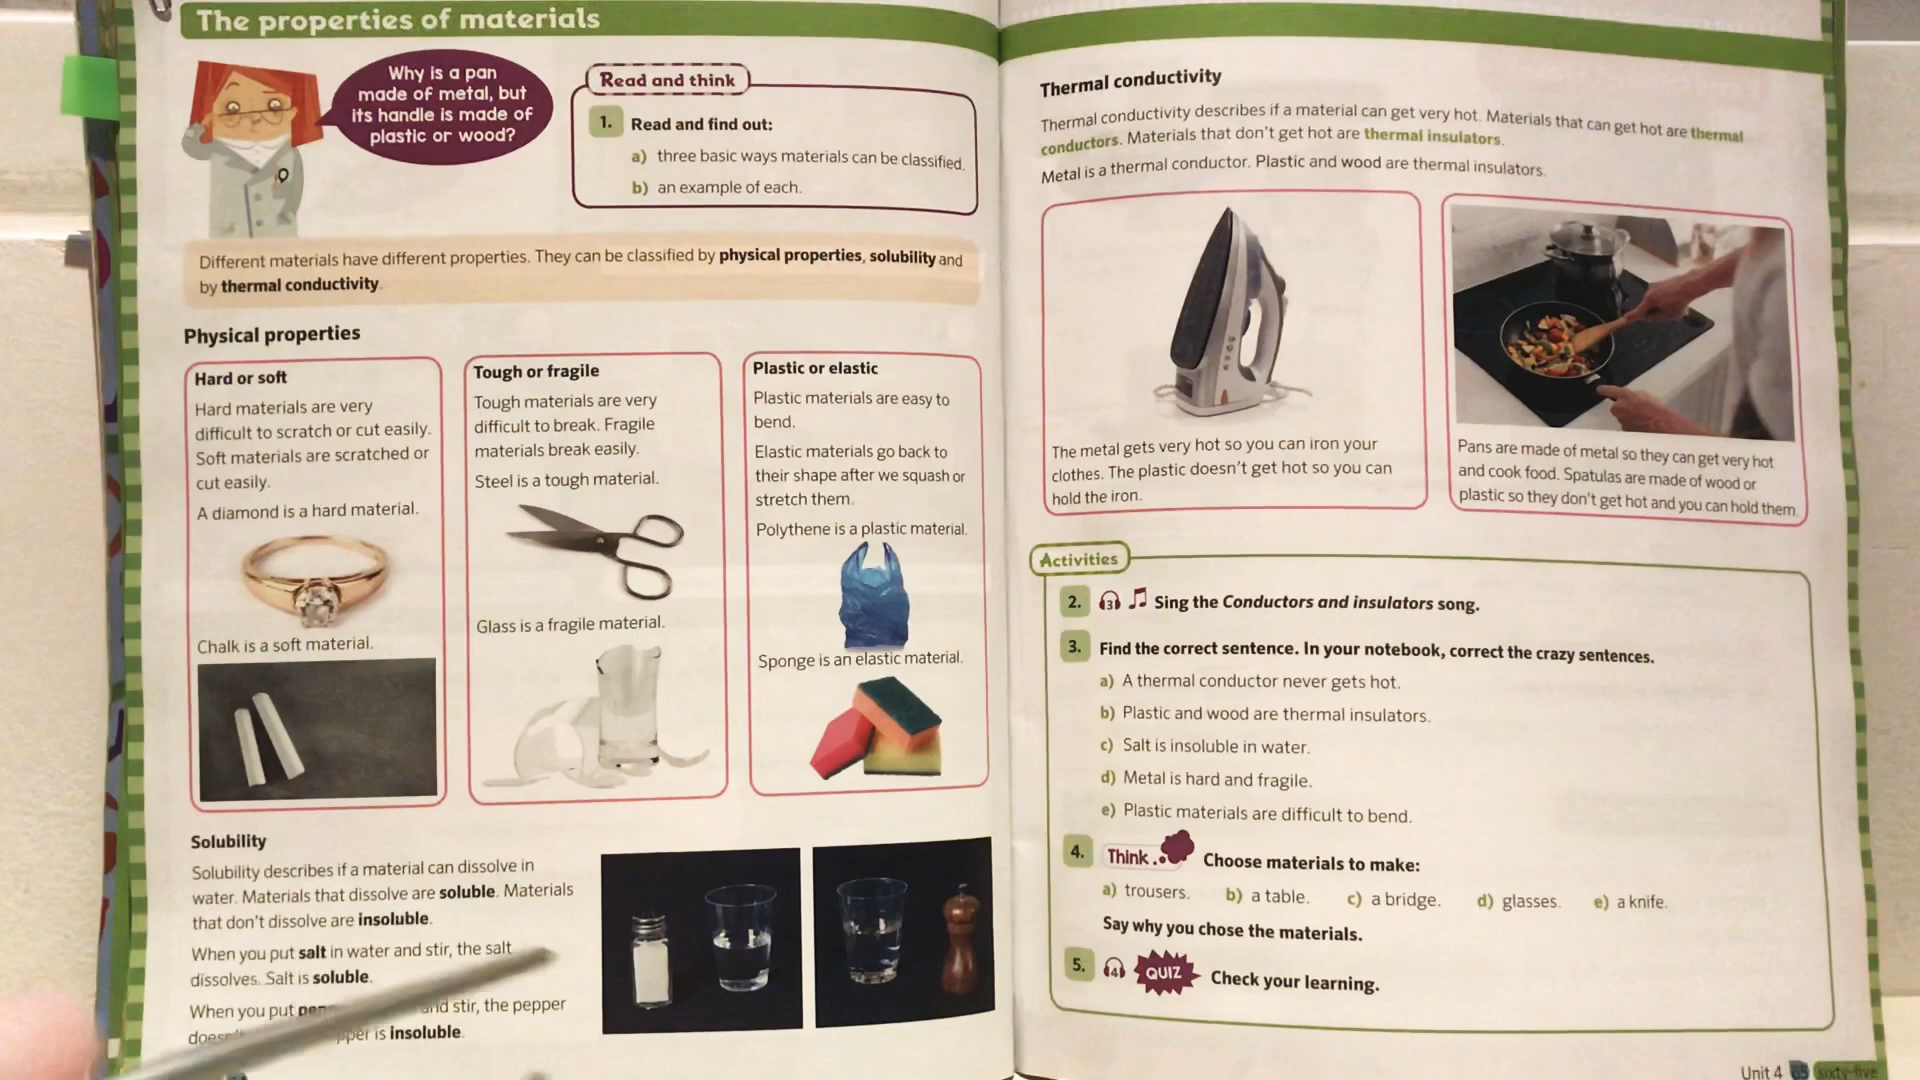 The properties of materials
Why is a pan
made of metal, but
its handle is made of
plastic or wood?
Read and think
1. Read and find out:
a) three basic ways materials can be classified.
b) an example of each.
Different materials have different properties. They can be classified by physical properties, solubility and
by thermal conductivity.
Physical properties
Hard or soft
Hard materials are very
difficult to scratch or cut easily.
Soft materials are scratched or
cut easily.
A diamond is a hard material.
Chalk is a soft material.
Tough or fragile
Tough materials are very
difficult to break. Fragile
materials break easily.
Steel is a tough material.
Glass is a fragile material.
Plastic or elastic
Plastic materials are easy to
bend.
Elastic materials go back to
their shape after we squash or
stretch them.
Polythene is a plastic material.
Sponge is an elastic material.
Solubility
Solubility describes if a material can dissolve in
water. Materials that dissolve are soluble. Materials
that don't dissolve are insoluble.
When you put salt in water and stir, the salt
dissolves. Salt is soluble.
When you put and stir, the pepper
is insoluble.
Thermal conductivity
Thermal conductivity describes if a material can get very hot. Materials that can get hot are thermal
conductors. Materials that don't get hot are thermal insulators.
Metal is a thermal conductor. Plastic and wood are thermal insulators.
The metal gets very hot so you can iron your
clothes. The plastic doesn't get hot so you can
hold the iron.
Pans are made of metal so they can get very hot
and cook food. Spatulas are made of wood or
plastic so they don't get hot and you can hold them.
Activities
2. 3 Sing the Conductors and insulators song.
3. Find the correct sentence. In your notebook, correct the crazy sentences.
a) A thermal conductor never gets hot.
b) Plastic and wood are thermal insulators.
c) Salt is insoluble in water.
d) Metal is hard and fragile.
e) Plastic materials are difficult to bend.
4. Think... Choose materials to make:
a) trousers. b) a table. c) a bridge. d) glasses. e) a knife.
Say why you chose the materials.
5. 4 QUIZ Check your learning.
Unit 4 65 sixty-five